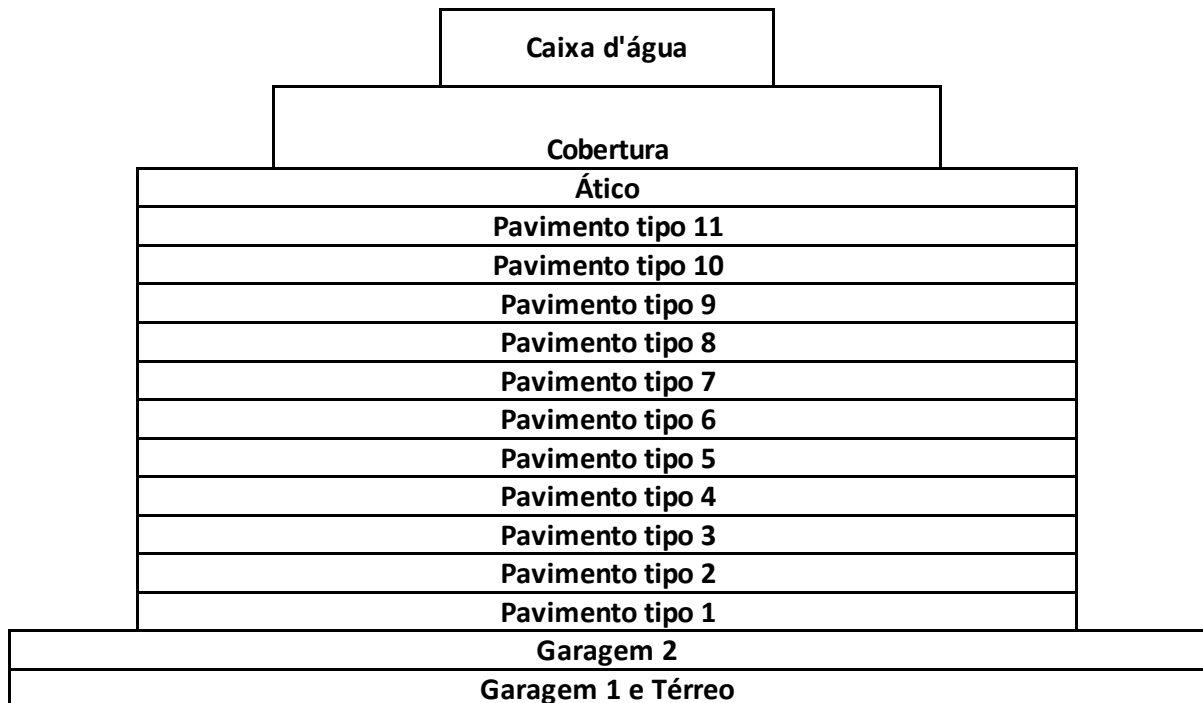 Caixa d'água
Cobertura
Ático
Pavimento tipo 11
Pavimento tipo 10
Pavimento tipo 9
Pavimento tipo 8
Pavimento tipo 7
Pavimento tipo 6
Pavimento tipo 5
Pavimento tipo 4
Pavimento tipo 3
Pavimento tipo 2
Pavimento tipo 1
Garagem 2
Garagem 1 e Térreo